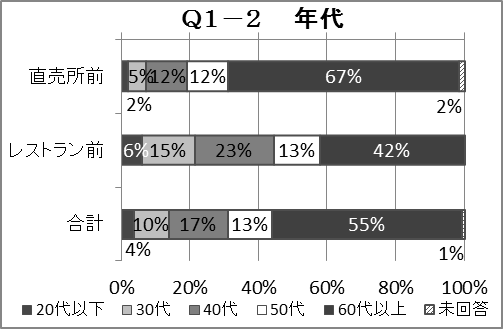 Q1－2 年代
直売所前
5% 12% 12% 67%
2% 2%
レストラン前
6% 15% 23% 13% 42%
合計
10% 17% 13% 55%
4% 1%
0% 20% 40% 60% 80% 100%
20代以下 30代 40代 50代 60代以上 未回答